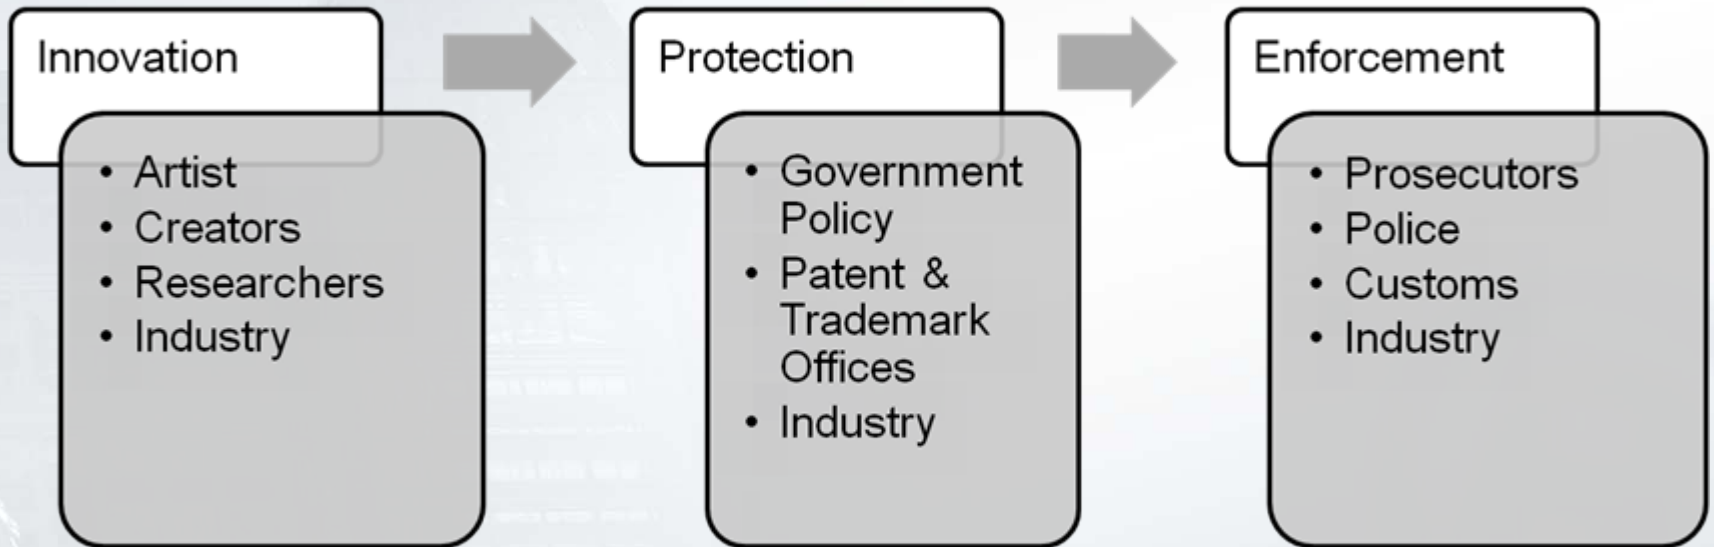 Innovation
• Artist
• Creators
• Researchers
• Industry
Protection
• Government
Policy
• Patent &
Trademark
Offices
• Industry
Enforcement
• Prosecutors
• Police
• Customs
• Industry